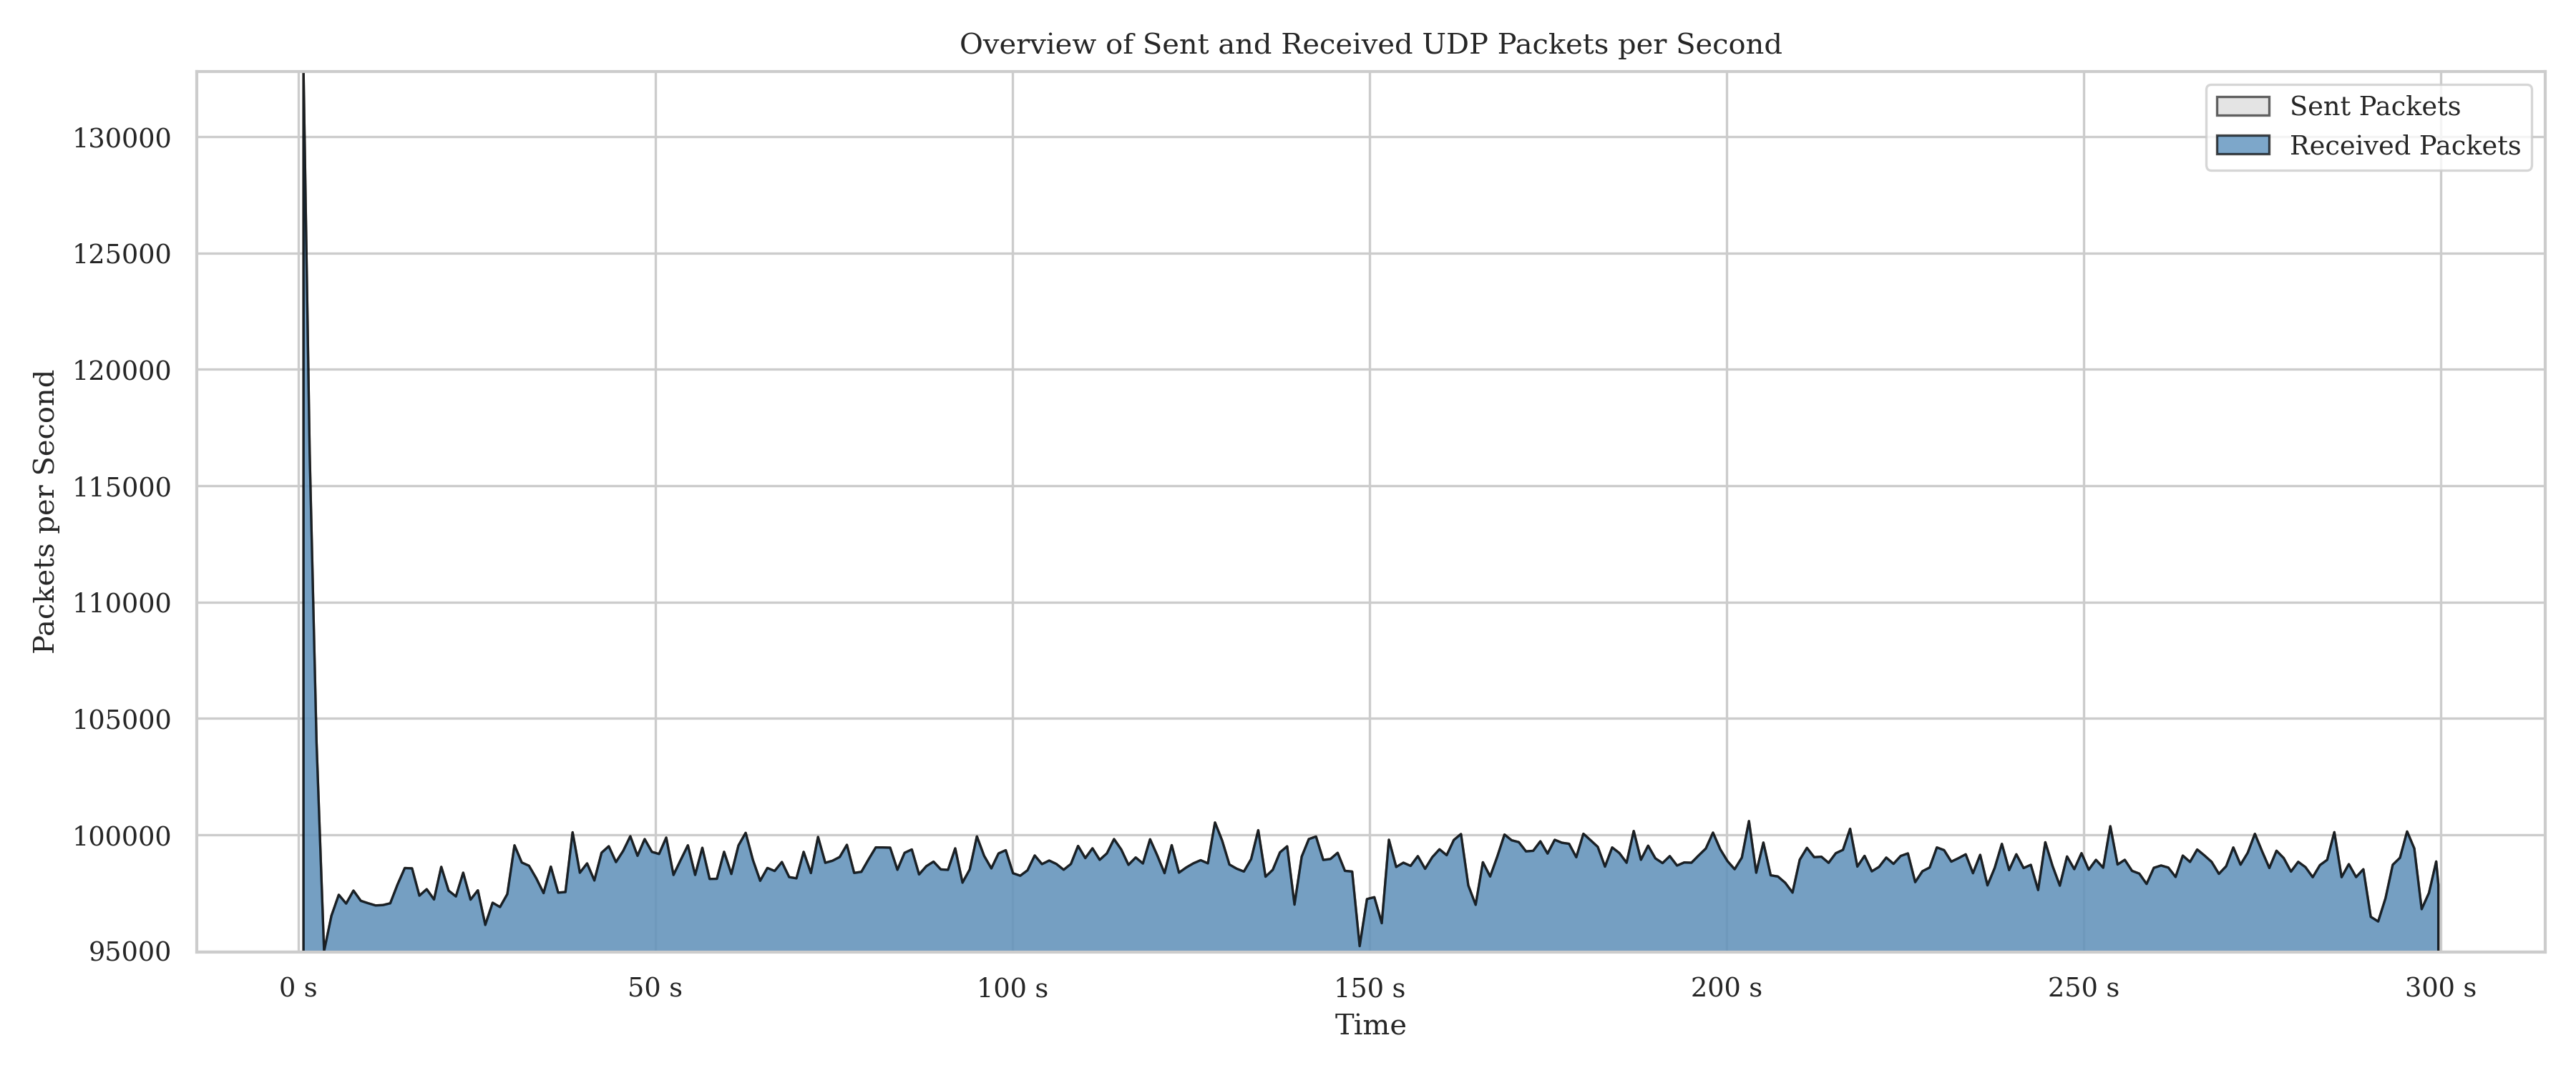 Overview of Sent and Received UDP Packets per Second
Sent Packets
Received Packets
Packets per Second
130000
125000
120000
115000
110000
105000
100000
95000
0 s
50 s
100 s
150 s
200 s
250 s
300 s
Time